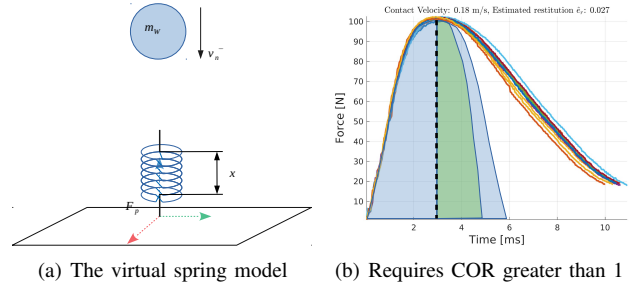 m_w
v_n^-
x
F_p
(a) The virtual spring model
Contact Velocity: 0.18 m/s, Estimated restitution ê_r: 0.027
Force [N]
100
90
80
70
60
50
40
30
20
10
2 4 6 8 10
Time [ms]
(b) Requires COR greater than 1